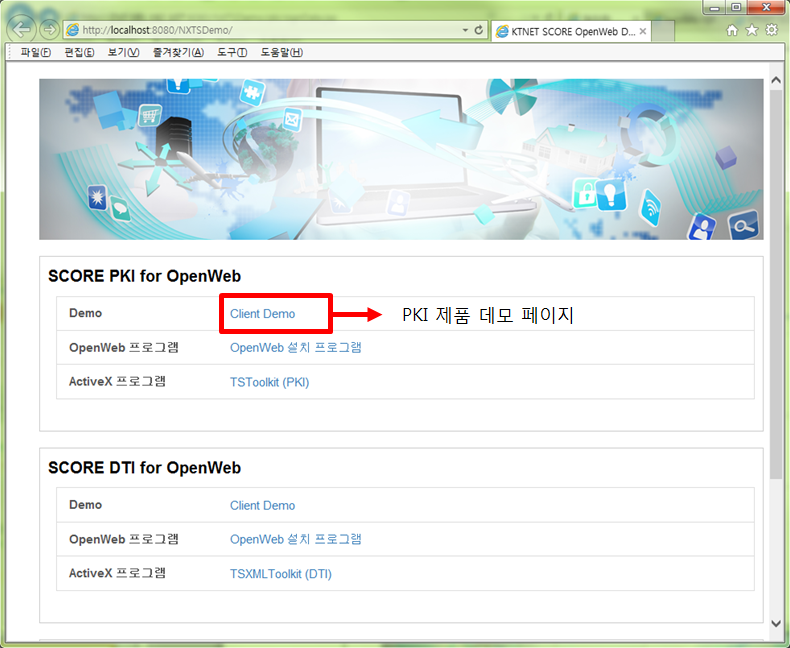 http://localhost:8080/NXTSDemo/
KTNET SCORE OpenWeb D...
파일(F) 편집(E) 보기(V) 즐겨찾기(A) 도구(T) 도움말(H)
SCORE PKI for OpenWeb
Demo Client Demo PKI 제품 데모 페이지
OpenWeb 프로그램 OpenWeb 설치 프로그램
ActiveX 프로그램 TSToolkit (PKI)
SCORE DTI for OpenWeb
Demo Client Demo
OpenWeb 프로그램 OpenWeb 설치 프로그램
ActiveX 프로그램 TSXMLToolkit (DTI)